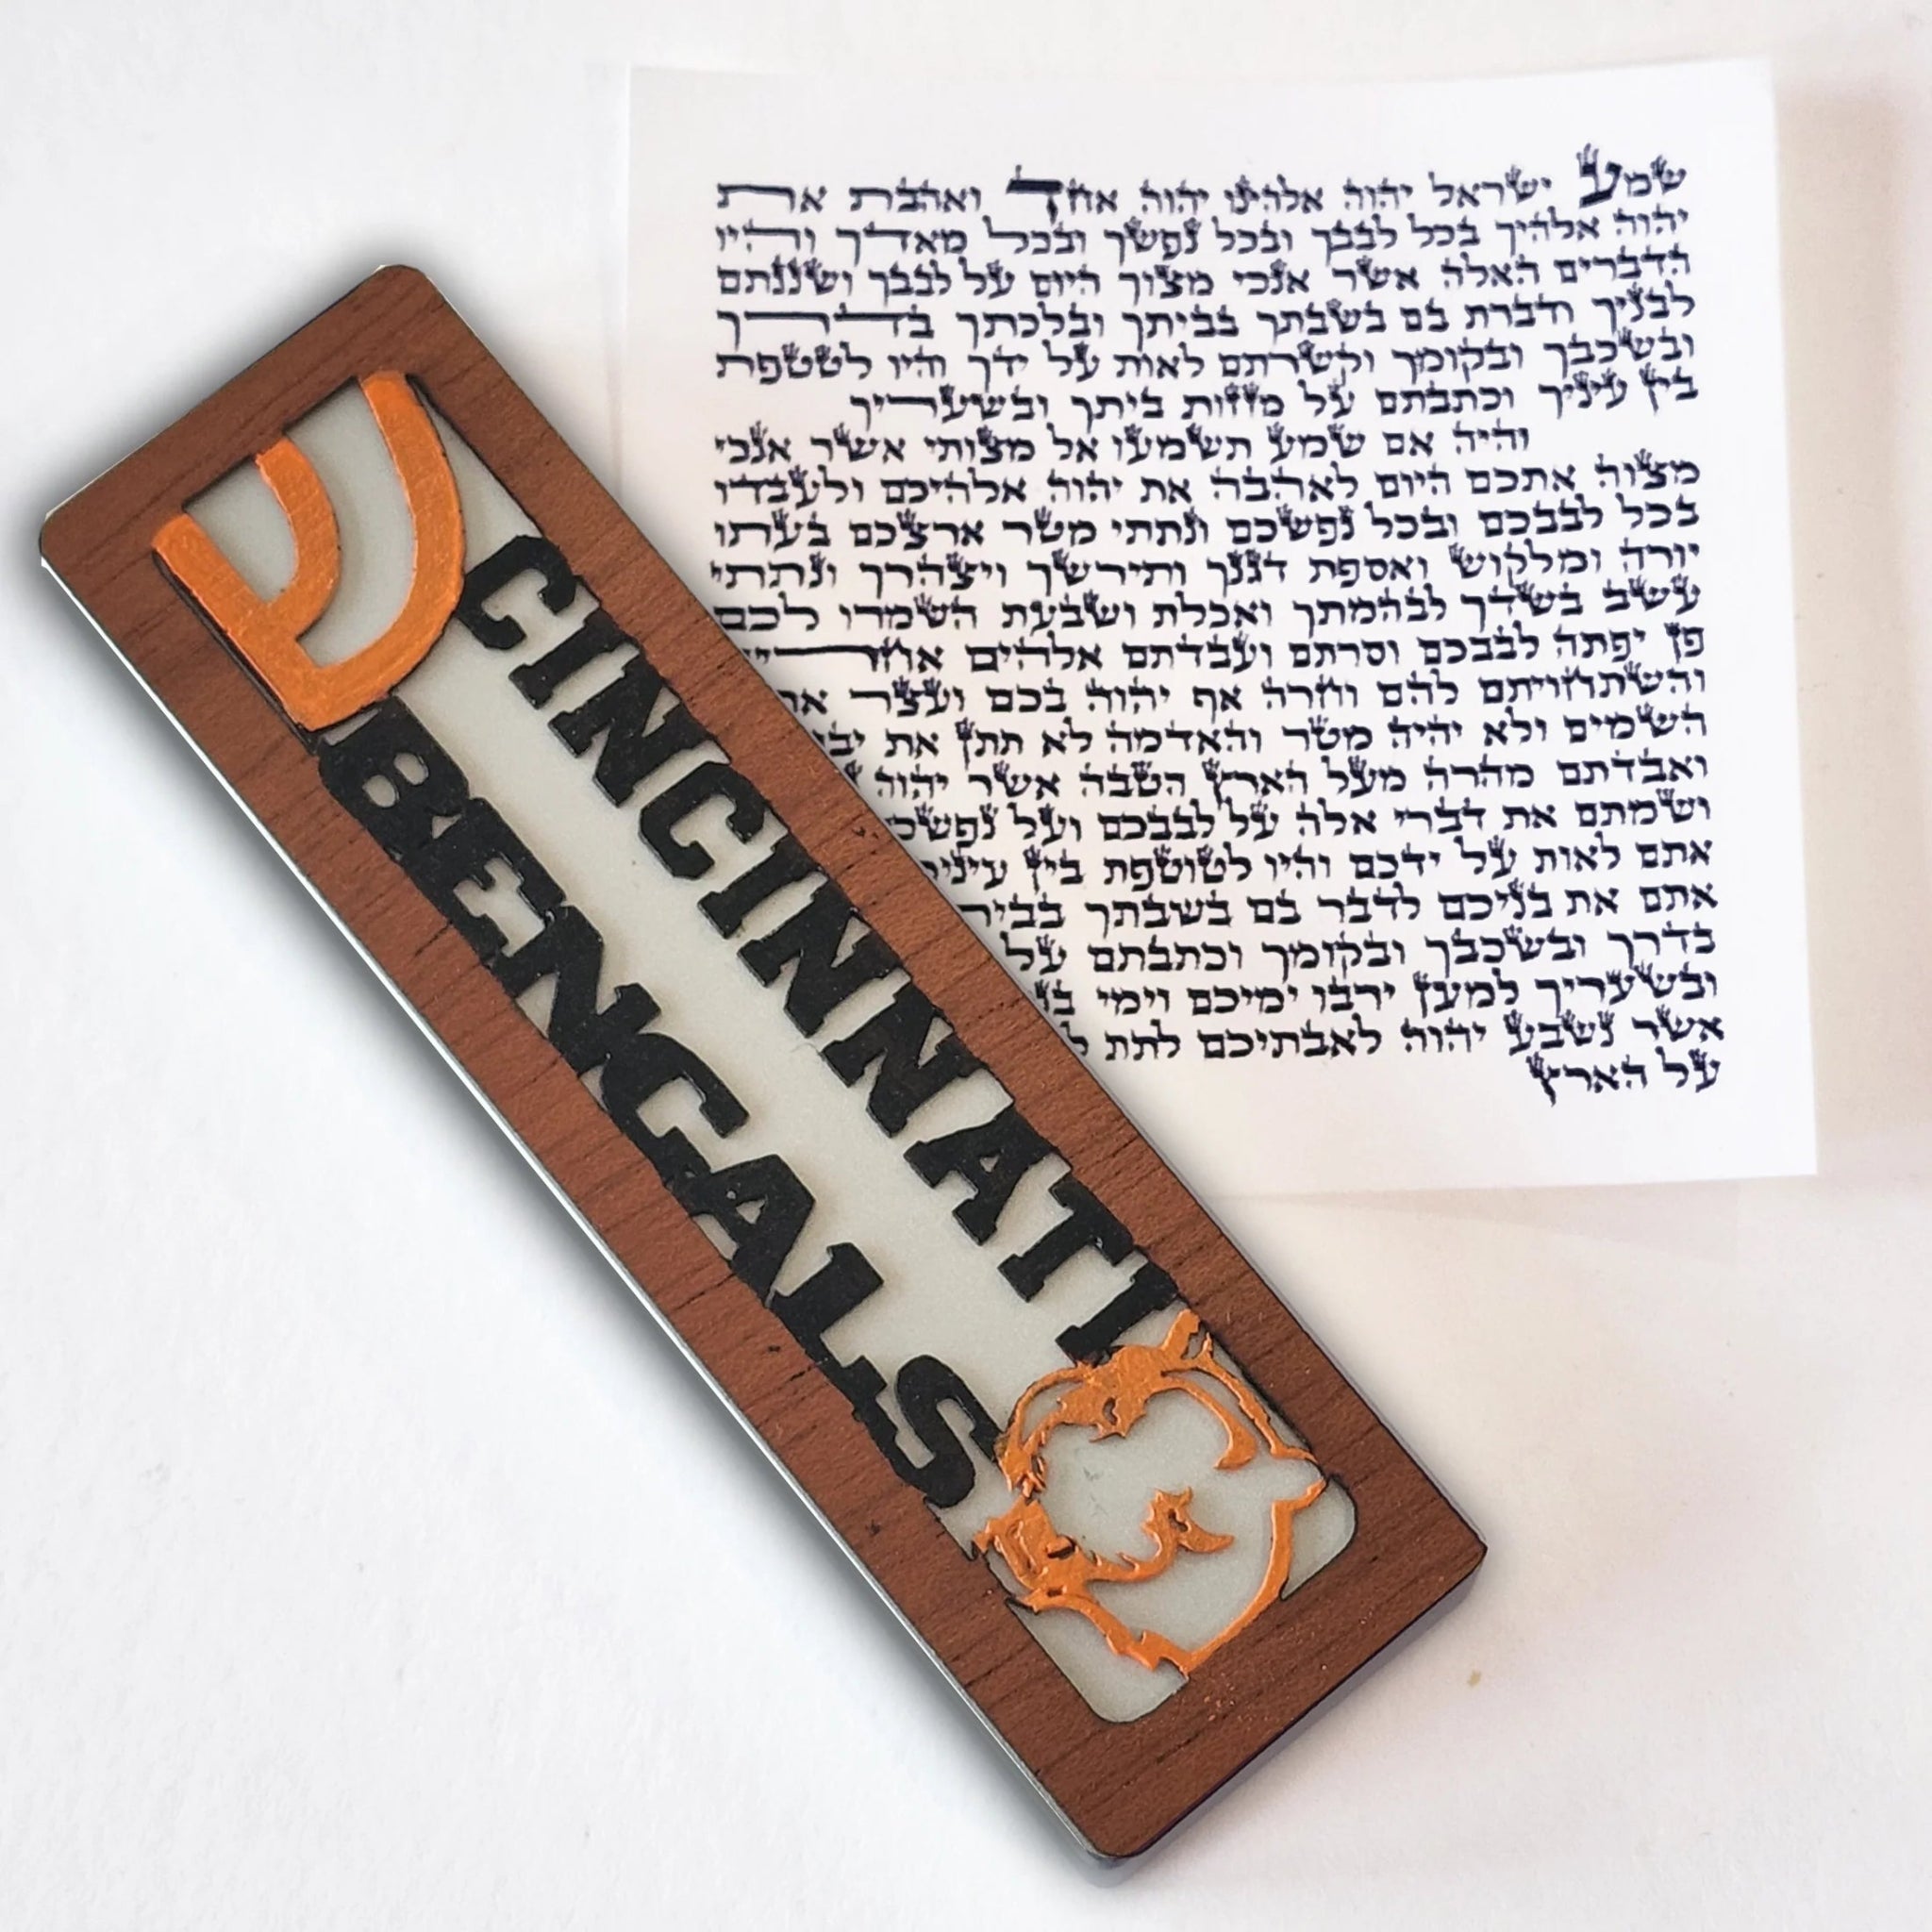 ש
CINCINNATI
BENGALS
שמע ישראל יהוה אלהינו יהוה אחד ואהבת את
יהוה אלהיך בכל לבבך ובכל נפשך ובכל מאדך והיו
הדברים האלה אשר אנכי מצוך היום על לבבך ושננתם
לבניך ודברת בם בשבתך בביתך ובלכתך בדרך
ובשכבך ובקומך וקשרתם לאות על ידך והיו לטטפת
בין עיניך וכתבתם על מזזות ביתך ובשעריך
והיה אם שמע תשמעו אל מצותי אשר אנכי
מצוה אתכם היום לאהבה את יהוה אלהיכם ולעבדו
בכל לבבכם ובכל נפשכם ונתתי מטר ארצכם בעתו
יורה ומלקוש ואספת דגנך ותירשך ויצהרך ונתתי
עשב בשדך לבהמתך ואכלת ושבעת השמרו לכם
פן יפתה לבבכם וסרתם ועבדתם אלהים אחרי
והשתחויתם להם וחרה אף יהוה בכם ועצר את
השמים ולא יהיה מטר והאדמה לא תתן את
ואבדתם מהרה מעל הארץ הטבה אשר יהוה
ושמתם את דברי אלה על לבבכם ועל
אתם לאות על ידכם והיו לטוטפת בין
אתם את בניכם לדבר בם בשבתך
בדרך ובשכבך ובקומך וכתבתם על
ובשעריך למען ירבו ימיכם וימי
אשר נשבע יהוה לאבתיכם לתת
על הארץ